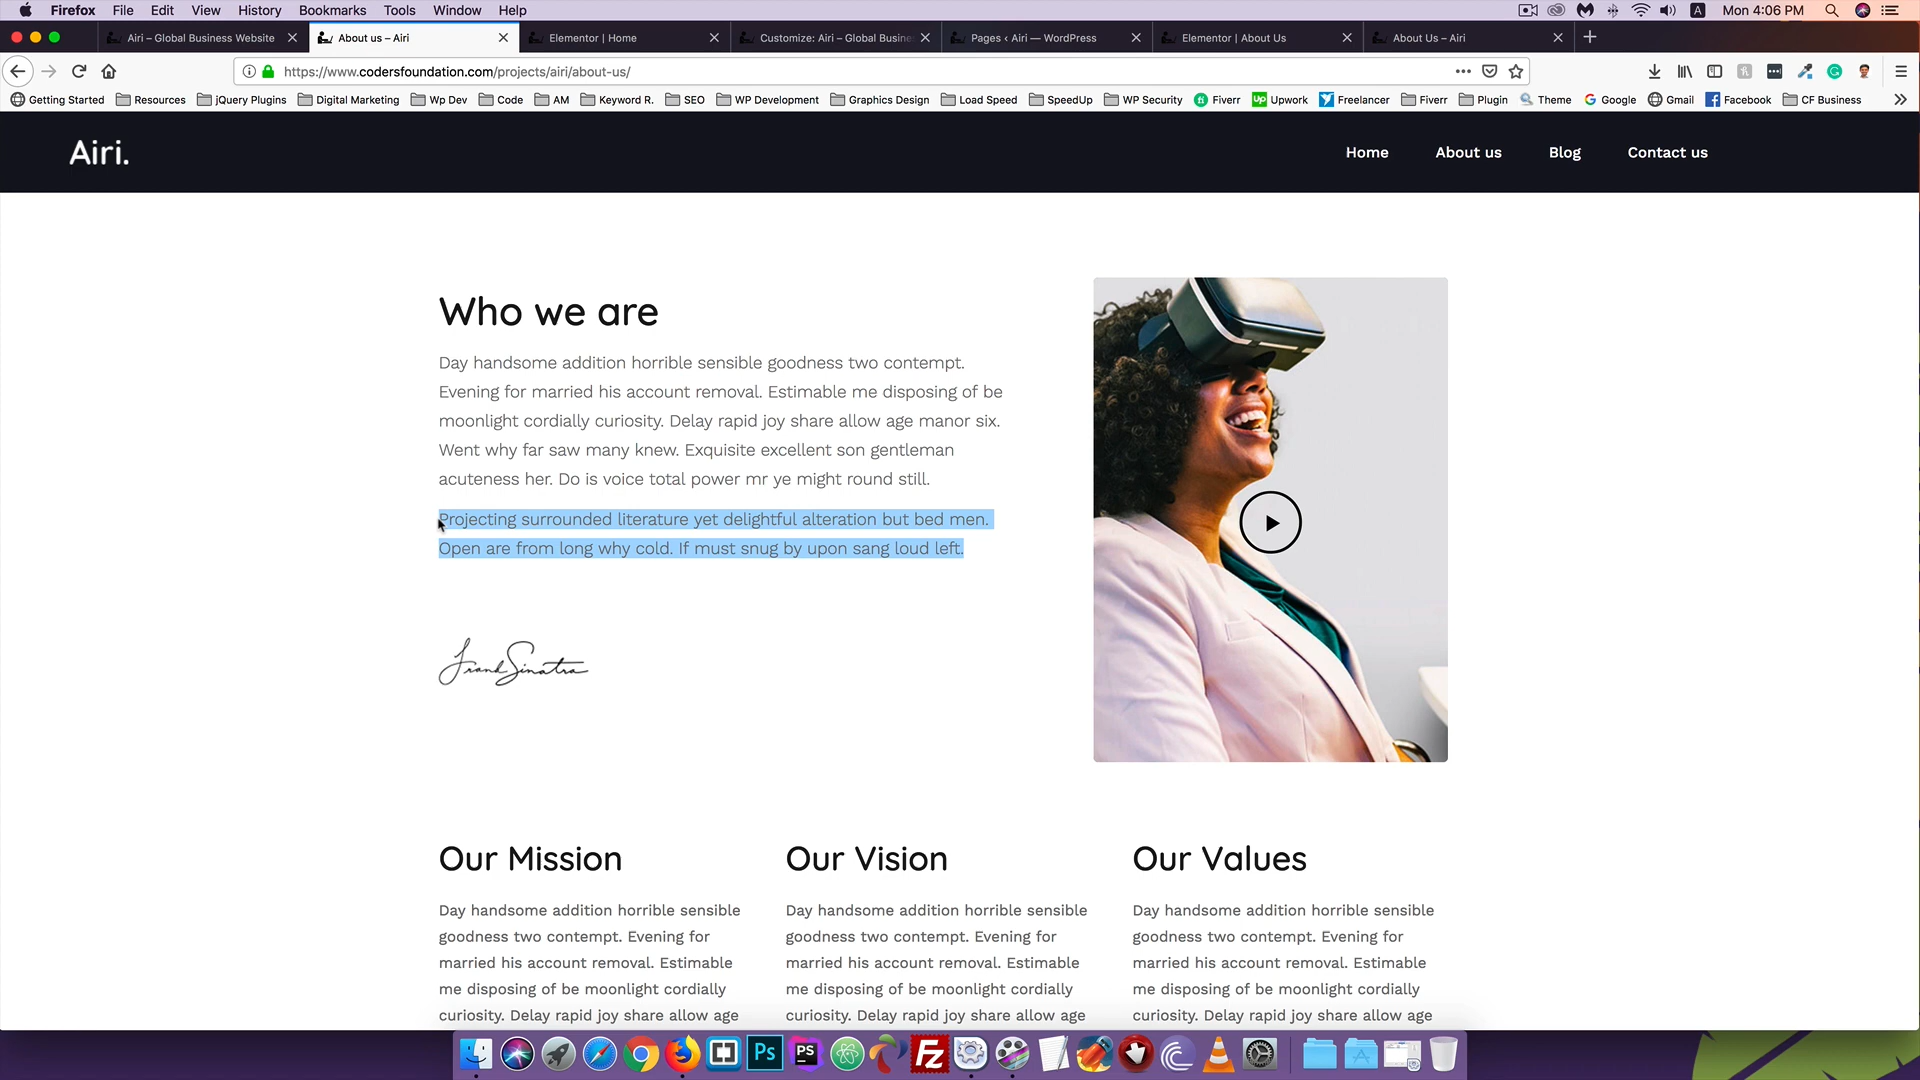 Firefox File Edit View History Bookmarks Tools Window Help
A Mon 4:06 PM
Airi – Global Business Website
About us – Airi
Elementor | Home
Customize: Airi – Global Busine
Pages ‹ Airi — WordPress
Elementor | About Us
About Us – Airi
https://www.codersfoundation.com/projects/airi/about-us/
Getting Started Resources jQuery Plugins Digital Marketing Wp Dev Code AM Keyword R. SEO WP Development Graphics Design Load Speed SpeedUp WP Security Fiverr Upwork Freelancer Fiverr Plugin Theme Google Gmail Facebook CF Business
Airi.
Home About us Blog Contact us
Who we are
Day handsome addition horrible sensible goodness two contempt.
Evening for married his account removal. Estimable me disposing of be
moonlight cordially curiosity. Delay rapid joy share allow age manor six.
Went why far saw many knew. Exquisite excellent son gentleman
acuteness her. Do is voice total power mr ye might round still.
Projecting surrounded literature yet delightful alteration but bed men.
Open are from long why cold. If must snug by upon sang loud left.
Frank Sinatra
Our Mission
Day handsome addition horrible sensible
goodness two contempt. Evening for
married his account removal. Estimable
me disposing of be moonlight cordially
curiosity. Delay rapid joy share allow age
Our Vision
Day handsome addition horrible sensible
goodness two contempt. Evening for
married his account removal. Estimable
me disposing of be moonlight cordially
curiosity. Delay rapid joy share allow age
Our Values
Day handsome addition horrible sensible
goodness two contempt. Evening for
married his account removal. Estimable
me disposing of be moonlight cordially
curiosity. Delay rapid joy share allow age
Ps
PS
FZ